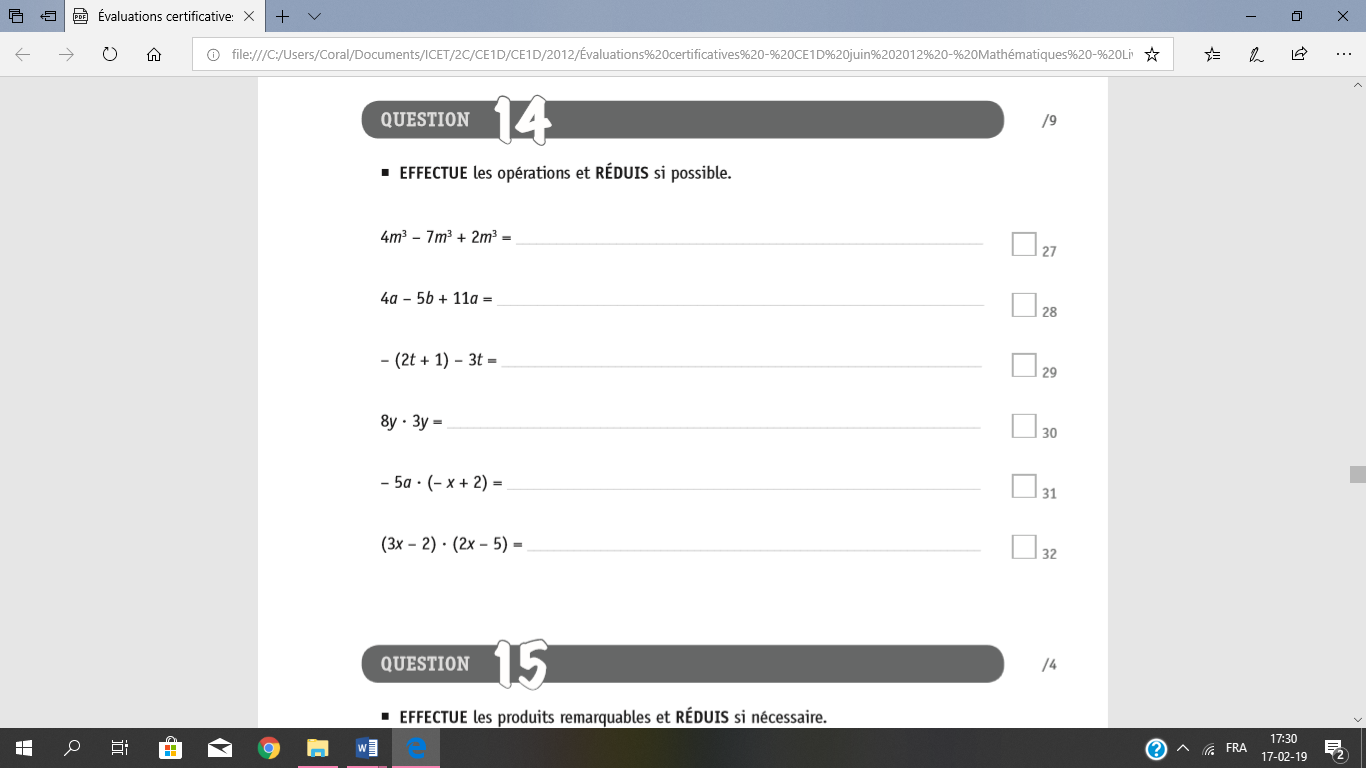 Évaluations certificatives
file:///C:/Users/Coral/Documents/ICET/2C/CE1D/CE1D/2012/Évaluations%20certificatives%20-%20CE1D%20juin%202012%20-%20Mathématiques%20-%20Li
QUESTION 14 /9
▪ EFFECTUE les opérations et RÉDUIS si possible.
4m³ – 7m³ + 2m³ = 27
4a – 5b + 11a = 28
– (2t + 1) – 3t = 29
8y · 3y = 30
– 5a · (– x + 2) = 31
(3x – 2) · (2x – 5) = 32
QUESTION 15 /4
▪ EFFECTUE les produits remarquables et RÉDUIS si nécessaire.
FRA
17:30
17-02-19
2